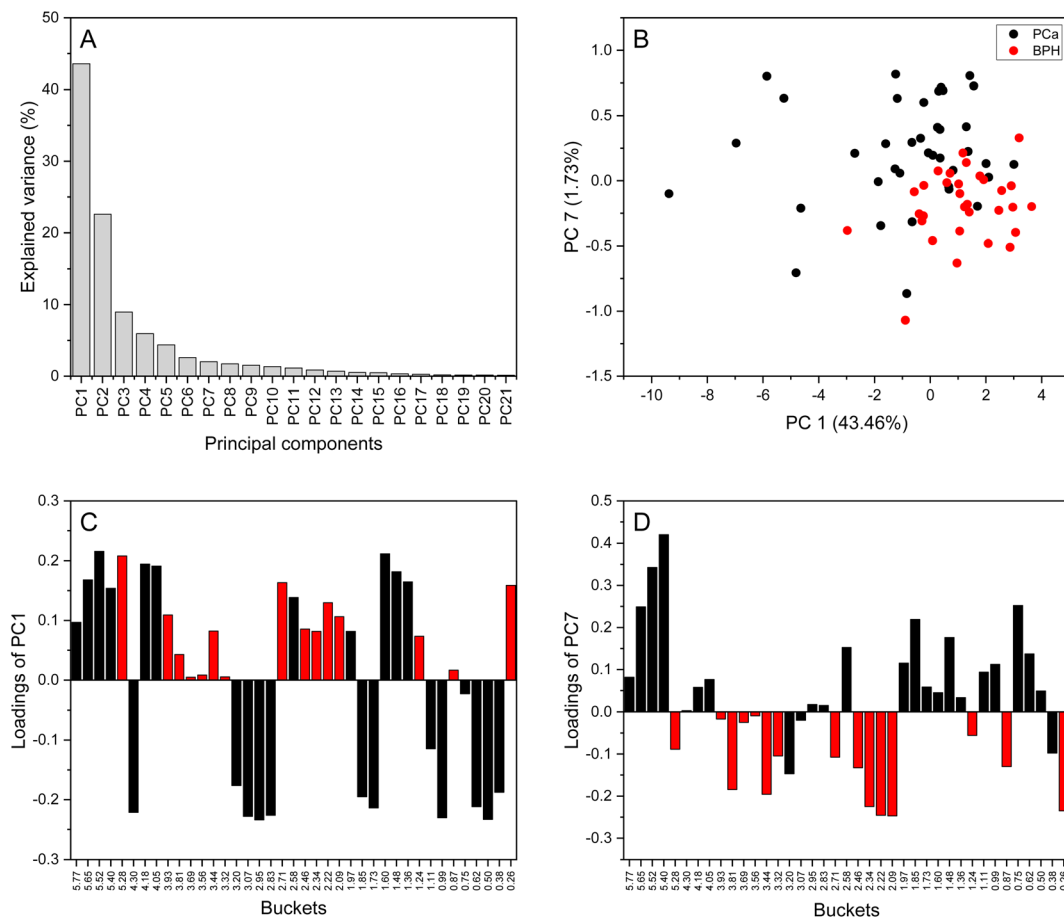 A
50
40
30
20
10
0
Explained variance (%)
PC1 PC2 PC3 PC4 PC5 PC6 PC7 PC8 PC9 PC10 PC11 PC12 PC13 PC14 PC15 PC16 PC17 PC18 PC19 PC20 PC21
Principal components
B
PCa
BPH
1.0
0.5
0.0
-0.5
-1.0
-1.5
PC 7 (1.73%)
-10 -8 -6 -4 -2 0 2 4
PC 1 (43.46%)
C
0.3
0.2
0.1
0.0
-0.1
-0.2
-0.3
Loadings of PC1
5.77 5.65 5.52 5.40 5.28 4.30 4.18 4.05 3.93 3.81 3.69 3.56 3.44 3.32 3.20 3.07 2.95 2.83 2.71 2.58 2.46 2.34 2.22 2.09 1.97 1.85 1.73 1.60 1.48 1.36 1.24 1.11 0.99 0.87 0.75 0.62 0.50 0.38 0.26
Buckets
D
0.5
0.4
0.3
0.2
0.1
0.0
-0.1
-0.2
-0.3
Loadings of PC7
5.77 5.65 5.52 5.40 5.28 4.30 4.18 4.05 3.93 3.81 3.69 3.56 3.44 3.32 3.20 3.07 2.95 2.83 2.71 2.58 2.46 2.34 2.22 2.09 1.97 1.85 1.73 1.60 1.48 1.36 1.24 1.11 0.99 0.87 0.75 0.62 0.50 0.38 0.26
Buckets